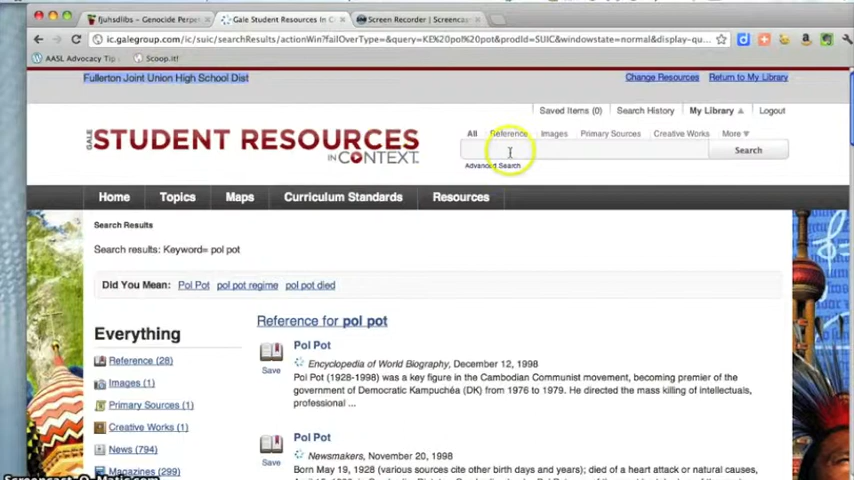 fjuhsdlibs – Genocide Perpe
Gale Student Resources In C
Screen Recorder | Screencas
ic.galegroup.com/ic/suic/searchResults/actionWin?failOverType=&query=KE%20pol%20pot&prodId=SUIC&windowstate=normal&display-qu...
AASL Advocacy Tip
Scoop.it!
Fullerton Joint Union High School Dist
Change Resources
Return to My Library
Saved Items (0)
Search History
My Library
Logout
GALE
STUDENT RESOURCES
IN CONTEXT
All
Reference
Images
Primary Sources
Creative Works
More
Search
Advanced Search
Home
Topics
Maps
Curriculum Standards
Resources
Search Results
Search results: Keyword= pol pot
Did You Mean: Pol Pot pol pot regime pol pot died
Everything
Reference (28)
Images (1)
Primary Sources (1)
Creative Works (1)
News (794)
Magazines (299)
Reference for pol pot
Pol Pot
Encyclopedia of World Biography, December 12, 1998
Save
Pol Pot (1928-1998) was a key figure in the Cambodian Communist movement, becoming premier of the
government of Democratic Kampuchéa (DK) from 1976 to 1979. He directed the mass killing of intellectuals,
professional ...
Pol Pot
Newsmakers, November 20, 1998
Save
Born May 19, 1928 (various sources cite other birth days and years); died of a heart attack or natural causes,